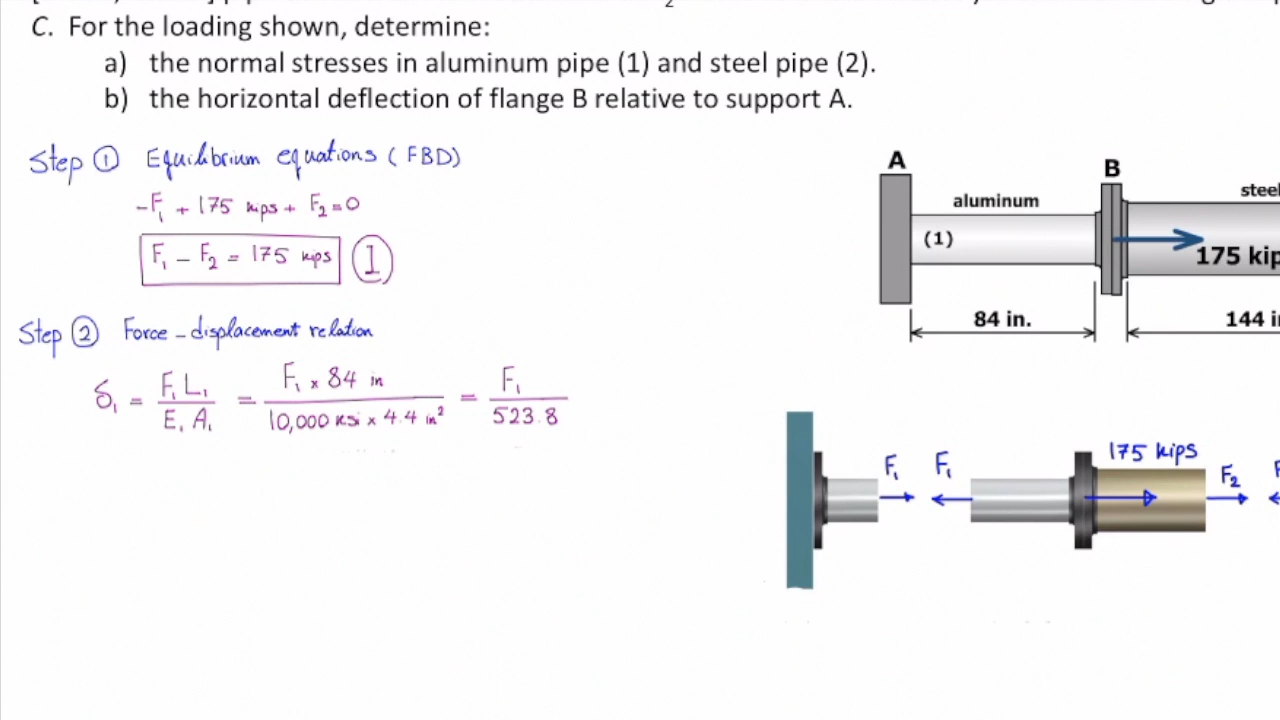 2
C. For the loading shown, determine:
a) the normal stresses in aluminum pipe (1) and steel pipe (2).
b) the horizontal deflection of flange B relative to support A.
Step ① Equilibrium equations (FBD)
-F₁ + 175 kips + F₂ = 0
F₁ - F₂ = 175 kips Ⅰ
Step ② Force-displacement relation
δ₁ = F₁L₁ / E₁A₁ = F₁ x 84 in / 10,000 ksi x 4.4 in² = F₁ / 523.8
A
B
aluminum
steel
(1)
175 kip
84 in.
144 i
F₁
F₁
175 kips
F₂